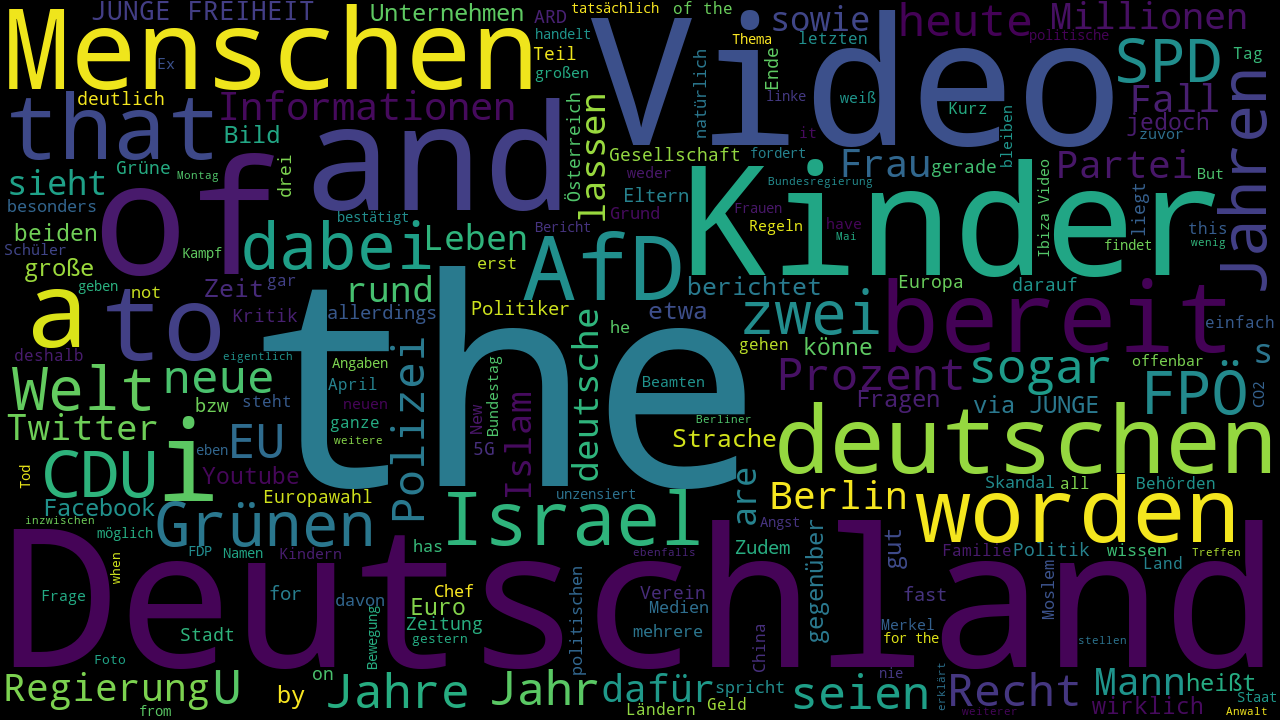 JUNGE FREIHEIT
Unternehmen
ARD
tatsächlich
of the
sowie
heute
Millionen
Menschen
Video
handelt
Thema
letzten
politische
SPD
Tag
Ex
Teil
großen
Ende
natürlich
linke
weiß
Kurz
Fall
deutlich
Informationen
that
and
Bild
Österreich
lassen
it
bleiben
jedoch
zuvor
Jahren
sieht
Grüne
Montag
of
drei
Gesellschaft
fordert
Frau
gerade
Partei
But
besonders
bestätigt
weder
Eltern
Kinder
Bundesregierung
Ibiza Video
liegt
this
wenig
beiden
Schüler
Kampf
dabei
Leben
Bericht
Grund
Frauen
Regeln
have
Mai
findet
große
geben
not
Zeit
gar
erst
AfD
berichtet
Europa
darauf
a
to
rund
the
Politiker
he
etwa
zwei
bereit
einfach
Kritik
allerdings
deshalb
eigentlich
Angaben
Polizei
deutsche
gehen
könne
offenbar
s
Welt
neue
April
neuen
Bundestag
Beamten
Prozent
sogar
FPÖ
CO2
bzw
steht
ganze
New
Islam
Berliner
Fragen
via JUNGE
Twitter
eben
EU
weitere
5G
Strache
deutschen
Tod
CDU
i
Youtube
Europawahl
Facebook
unzensiert
are
Berlin
Skandal
all
Behörden
worden
inzwischen
möglich
Grünen
Israel
Angst
gegenüber
gut
when
FDP
Namen
Kindern
has
ebenfalls
Zudem
Familie
Politik
wissen
Treffen
Land
Deutschland
Frage
for
davon
Chef
Euro
politischen
Verein
Medien
fast
Moslem
Stadt
Bewegung
Zeitung
gestern
mehrere
China
Merkel
for the
stellen
Foto
on
nie
erklärt
Regierung
U
by
Jahre
Jahr
dafür
spricht
seien
Recht
Mann
heißt
from
Ländern
Geld
weiterer
wirklich
Staat
Anwalt